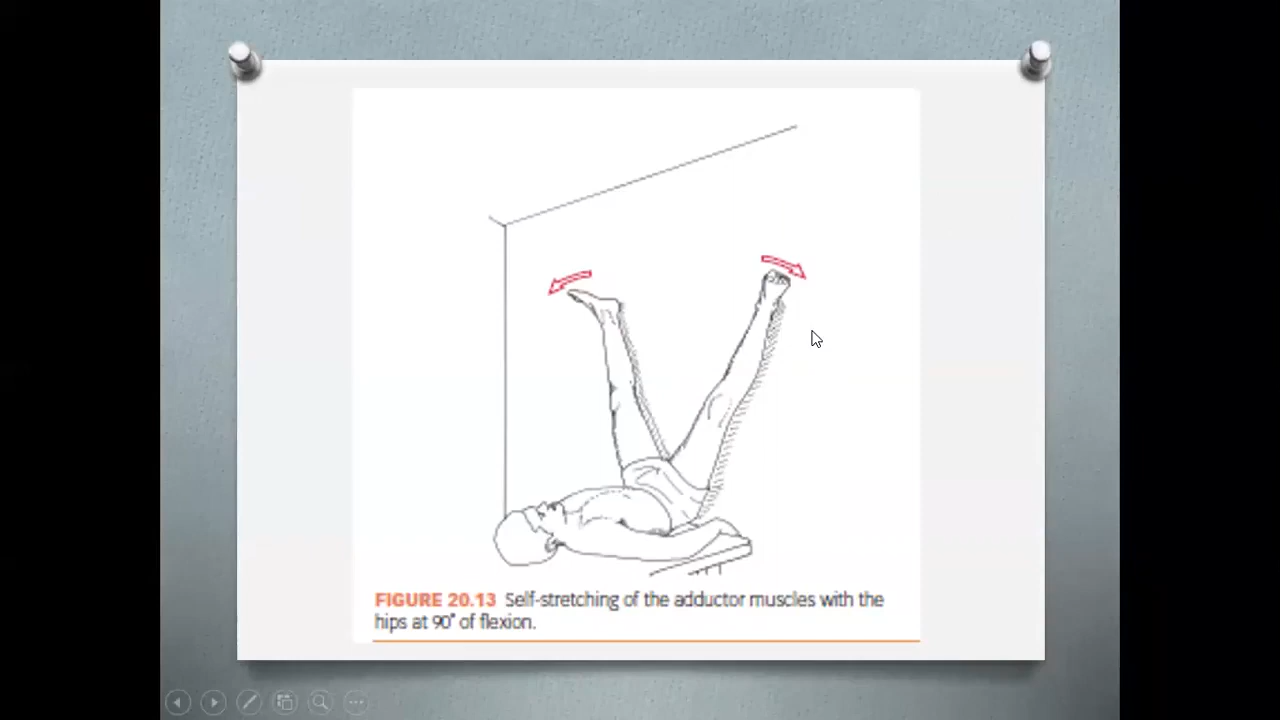 FIGURE 20.13 Self-stretching of the adductor muscles with the
hips at 90° of flexion.